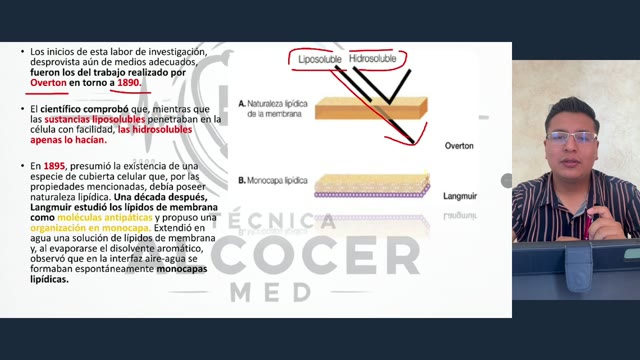 Los inicios de esta labor de investigación,
desprovista aún de medios adecuados,
fueron los del trabajo realizado por
Overton en torno a 1890.
El científico comprobó que, mientras que
las sustancias liposolubles penetraban en la
célula con facilidad, las hidrosolubles
apenas lo hacían.
En 1895, presumió la existencia de una
especie de cubierta celular que, por
las propiedades mencionadas, debía poseer
naturaleza lipídica. Una década después,
Langmuir estudió los lípidos de membrana
como moléculas antipáticas y propuso una
organización en monocapa. Extendió en
agua una solución de lípidos de membrana
y, al evaporarse el disolvente aromático,
observó que en la interfaz aire-agua se
formaban espontáneamente monocapas
lipídicas.
Liposoluble Hidrosoluble
A. Naturaleza lipídica
de la membrana
Overton
B. Monocapa lipídica
Langmuir
TÉCNICA
COCER
MED